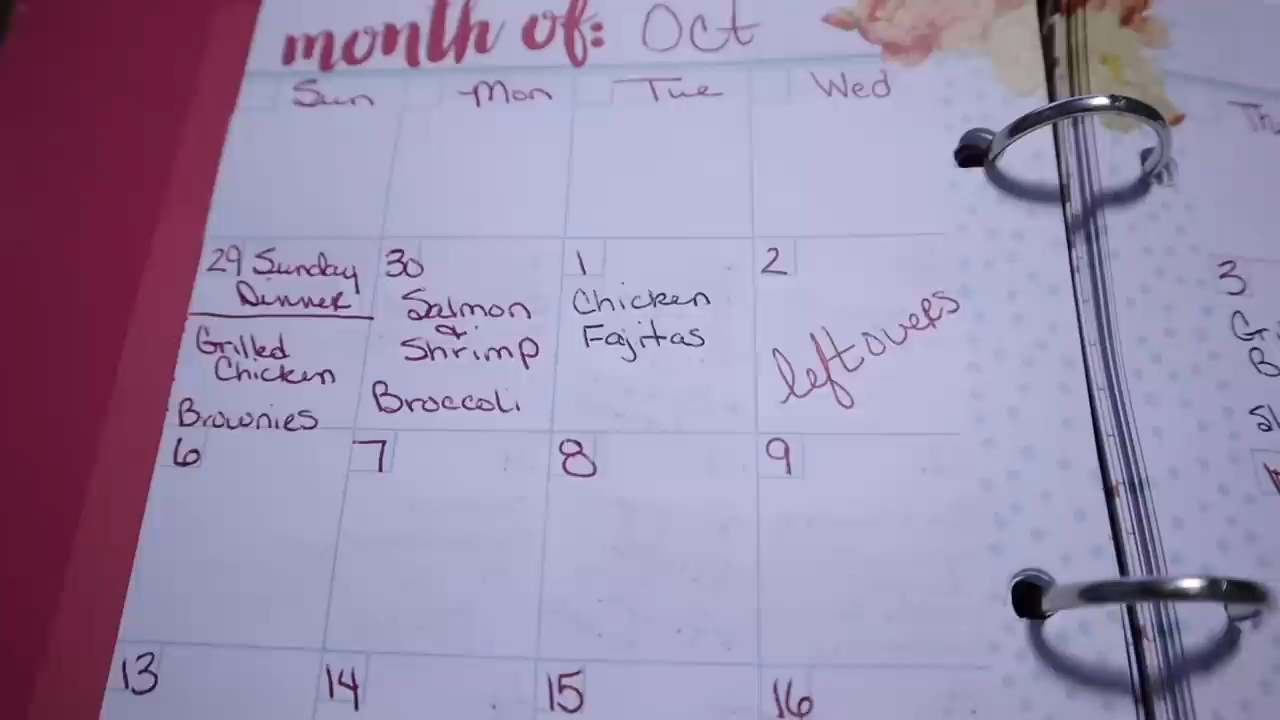 month of: Oct
Sun Mon Tue Wed
29 Sunday
Dinner
Grilled
Chicken
Brownies
30
Salmon
&
Shrimp
Broccoli
1
Chicken
Fajitas
2
leftovers
3
6
7
8
9
13
14
15
16